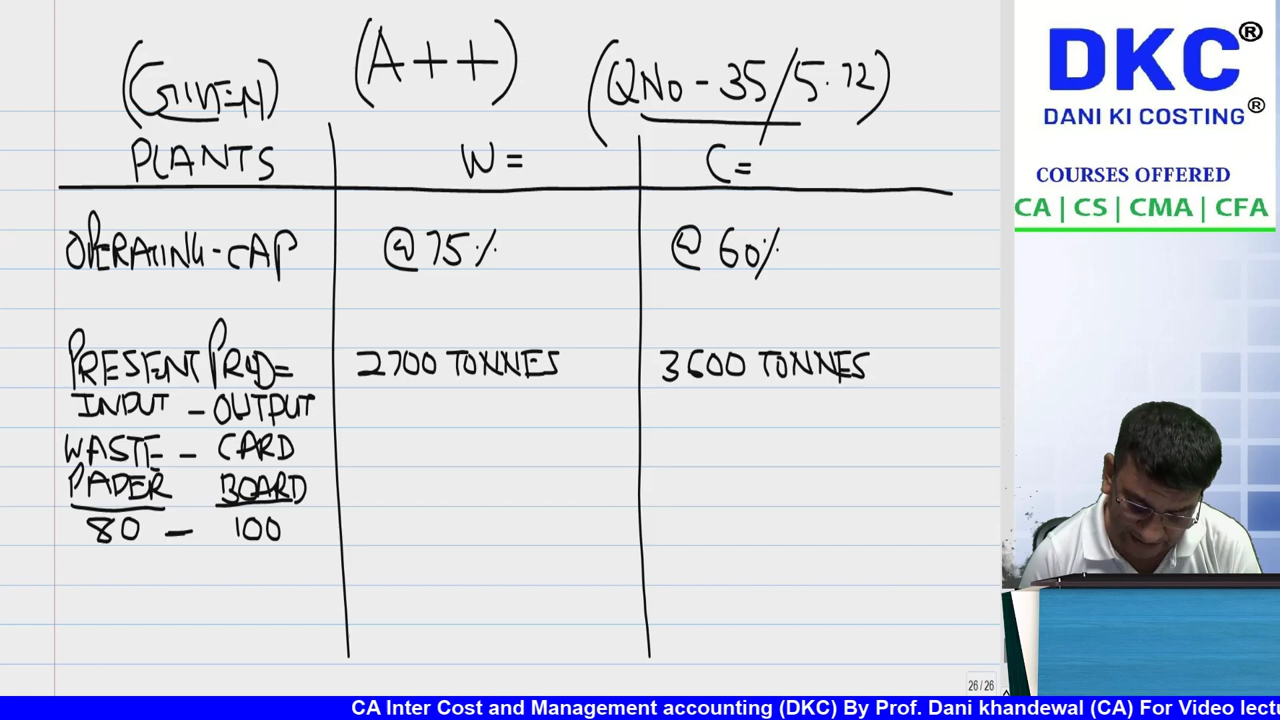 (GIVEN) (A++) (QNo - 35/5.72)
PLANTS W = C =
OPERATING - CAP @ 75% @ 60%
PRESENT PROD = 2700 TONNES 3600 TONNES
INPUT - OUTPUT
WASTE - CARD
PAPER BOARD
80 - 100
26 / 26
DKC®
DANI KI COSTING®
COURSES OFFERED
CA | CS | CMA | CFA
CA Inter Cost and Management accounting (DKC) By Prof. Dani khandewal (CA) For Video lect